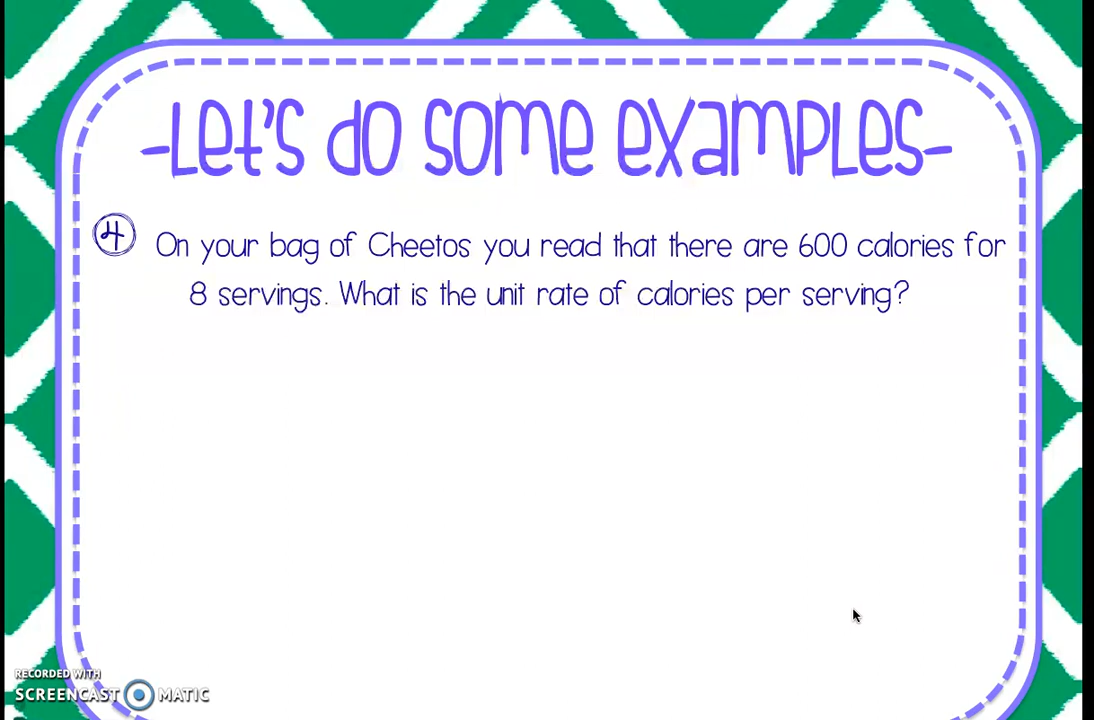 -Let's do some examples-
4 On your bag of Cheetos you read that there are 600 calories for
8 servings. What is the unit rate of calories per serving?
RECORDED WITH
SCREENCAST MATIC